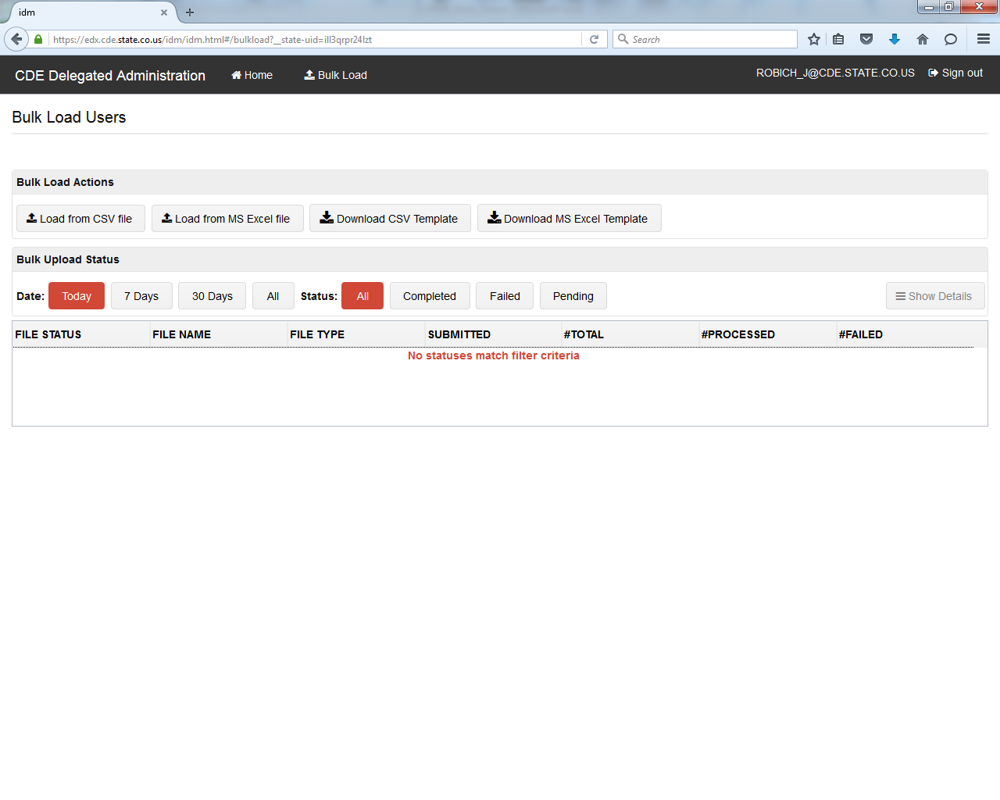 idm
https://edx.cde.state.co.us/idm/idm.html#/bulkload?__state-uid=ill3qrpr24lzt
Search
CDE Delegated Administration Home Bulk Load ROBICH_J@CDE.STATE.CO.US Sign out
Bulk Load Users
Bulk Load Actions
Load from CSV file Load from MS Excel file Download CSV Template Download MS Excel Template
Bulk Upload Status
Date: Today 7 Days 30 Days All Status: All Completed Failed Pending Show Details
FILE STATUS FILE NAME FILE TYPE SUBMITTED #TOTAL #PROCESSED #FAILED
No statuses match filter criteria